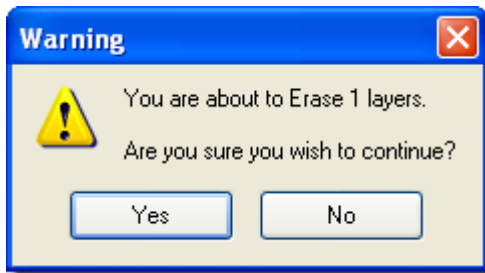 Warning
You are about to Erase 1 layers.
Are you sure you wish to continue?
Yes No